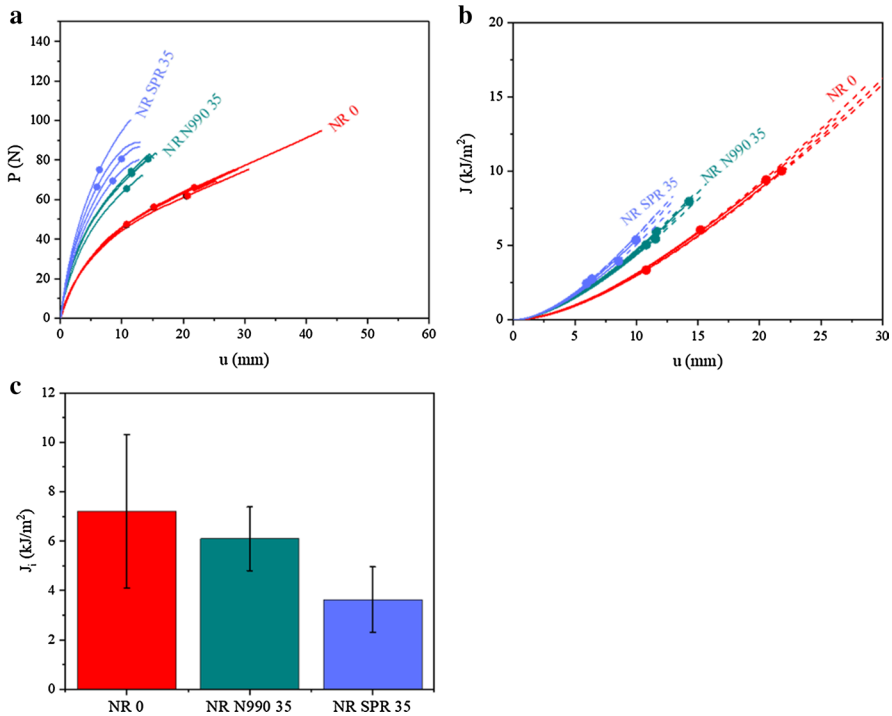 a
140
120
100
80
60
40
20
0
P (N)
NR SPR 35
NR N990 35
NR 0
0 10 20 30 40 50 60
u (mm)
b
20
15
10
5
0
J (kJ/m²)
NR SPR 35
NR N990 35
NR 0
0 5 10 15 20 25 30
u (mm)
c
12
10
8
6
4
2
0
Jᵢ (kJ/m²)
NR 0 NR N990 35 NR SPR 35